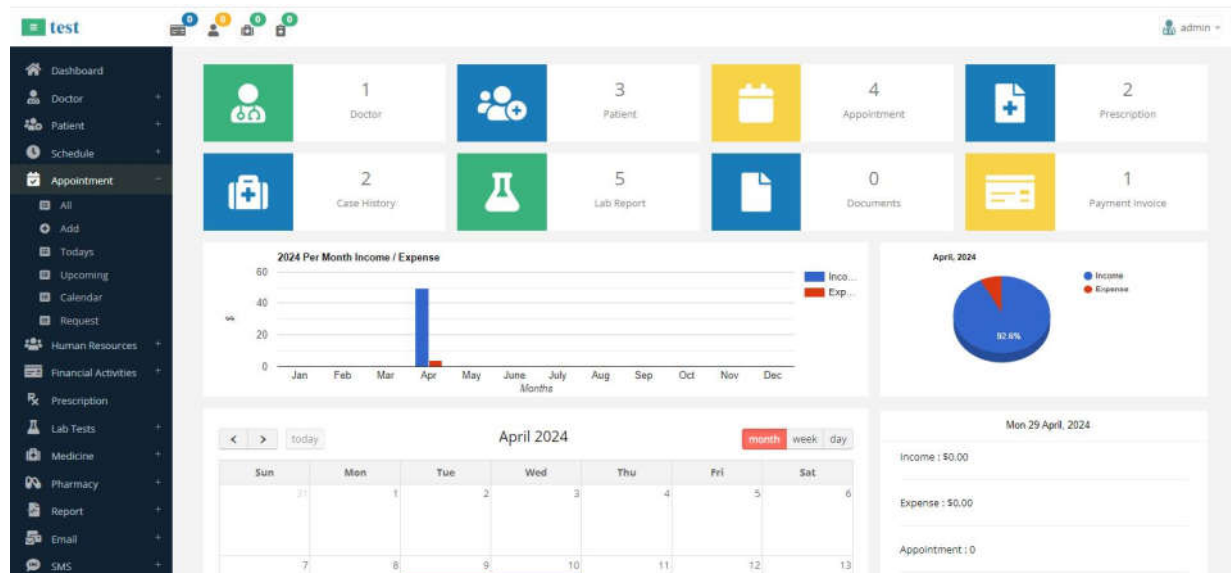 test
0 0 0 0
admin
Dashboard
Doctor +
Patient +
Schedule +
Appointment −
All
Add
Todays
Upcoming
Calendar
Request
Human Resources +
Financial Activities +
Prescription
Lab Tests +
Medicine +
Pharmacy +
Report +
Email +
SMS +
1
Doctor
3
Patient
4
Appointment
2
Prescription
2
Case History
5
Lab Report
0
Documents
1
Payment Invoice
2024 Per Month Income / Expense
60
40
20
0
$
Jan Feb Mar Apr May June July Aug Sep Oct Nov Dec
Months
Inco...
Exp...
April, 2024
Income
Expense
92.6%
< > today
April 2024
month week day
Sun Mon Tue Wed Thu Fri Sat
31 1 2 3 4 5 6
7 8 9 10 11 12 13
Mon 29 April, 2024
Income : $0.00
Expense : $0.00
Appointment : 0